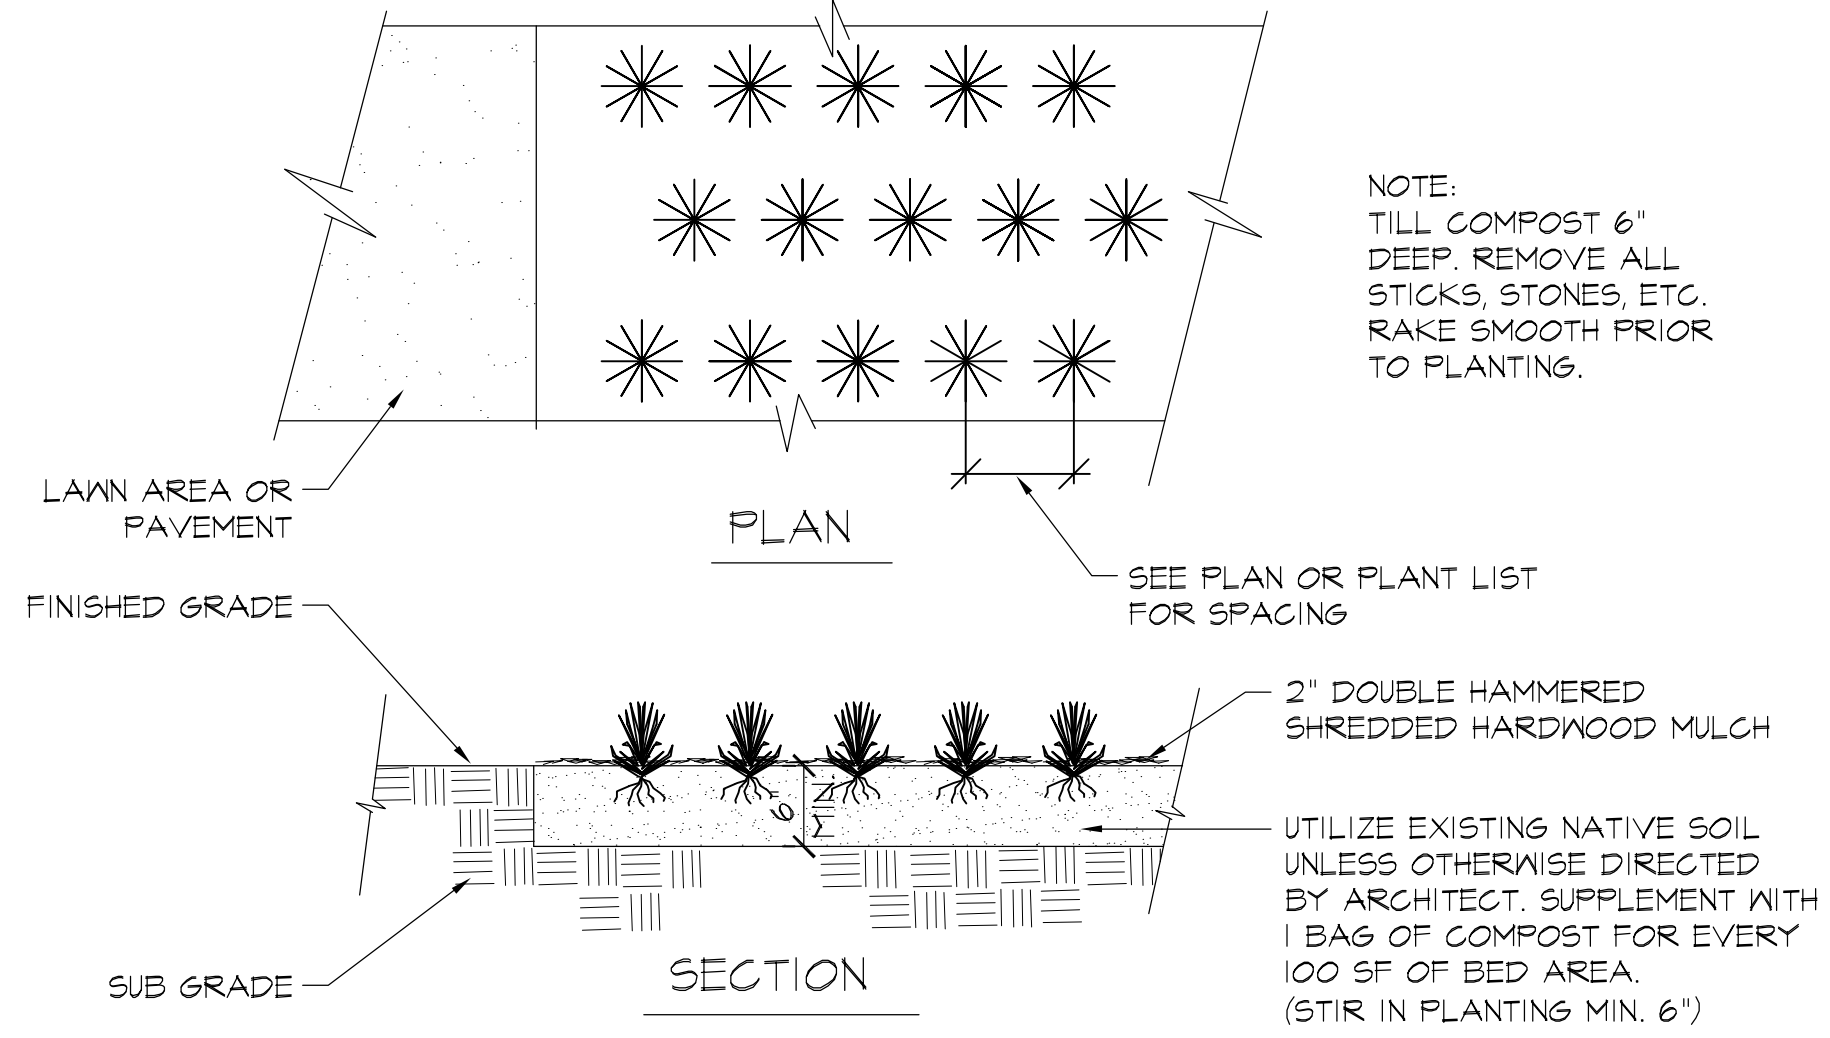 NOTE:
TILL COMPOST 6"
DEEP. REMOVE ALL
STICKS, STONES, ETC.
RAKE SMOOTH PRIOR
TO PLANTING.
LAWN AREA OR
PAVEMENT
PLAN
SEE PLAN OR PLANT LIST
FOR SPACING
FINISHED GRADE
2" DOUBLE HAMMERED
SHREDDED HARDWOOD MULCH
6"
MIN.
UTILIZE EXISTING NATIVE SOIL
UNLESS OTHERWISE DIRECTED
BY ARCHITECT. SUPPLEMENT WITH
1 BAG OF COMPOST FOR EVERY
100 SF OF BED AREA.
(STIR IN PLANTING MIN. 6")
SUB GRADE
SECTION